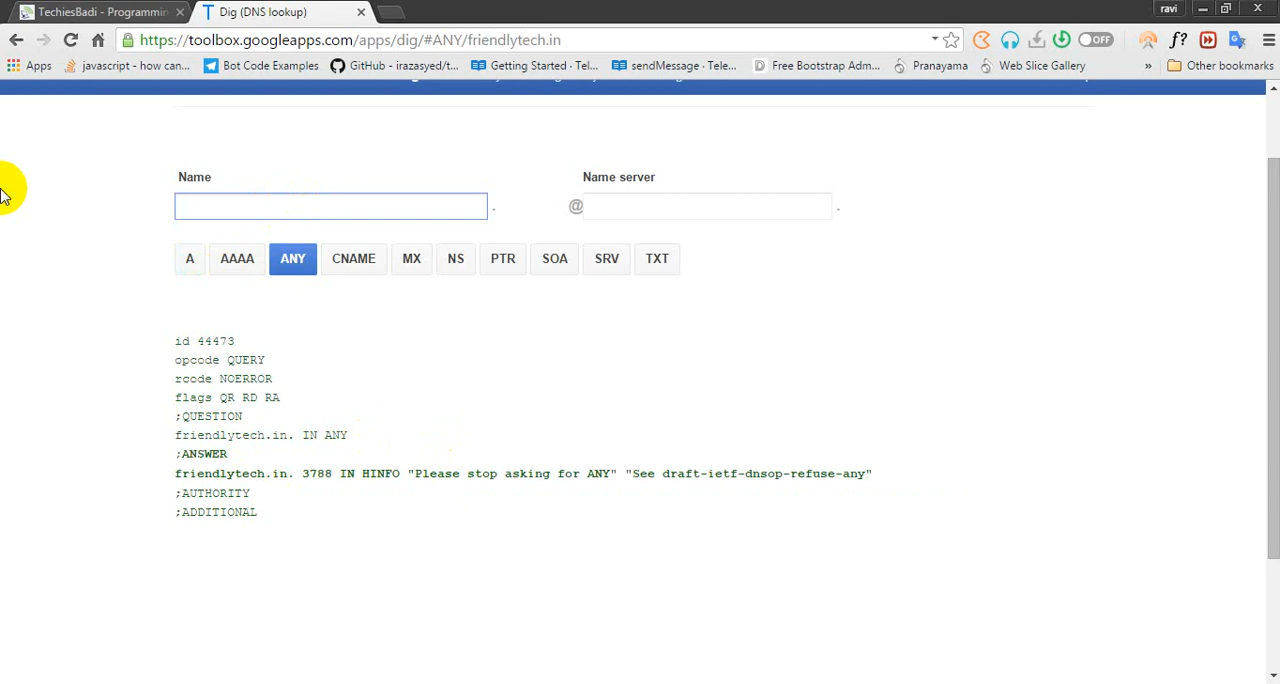 TechiesBadi - Programmin
Dig (DNS lookup)
ravi
https://toolbox.googleapps.com/apps/dig/#ANY/friendlytech.in
OFF
f?
Apps
javascript - how can...
Bot Code Examples
GitHub - irazasyed/t...
Getting Started · Tel...
sendMessage · Tele...
Free Bootstrap Adm...
Pranayama
Web Slice Gallery
»
Other bookmarks
Name
Name server
.
@
.
A
AAAA
ANY
CNAME
MX
NS
PTR
SOA
SRV
TXT
id 44473
opcode QUERY
rcode NOERROR
flags QR RD RA
;QUESTION
friendlytech.in. IN ANY
;ANSWER
friendlytech.in. 3788 IN HINFO "Please stop asking for ANY" "See draft-ietf-dnsop-refuse-any"
;AUTHORITY
;ADDITIONAL